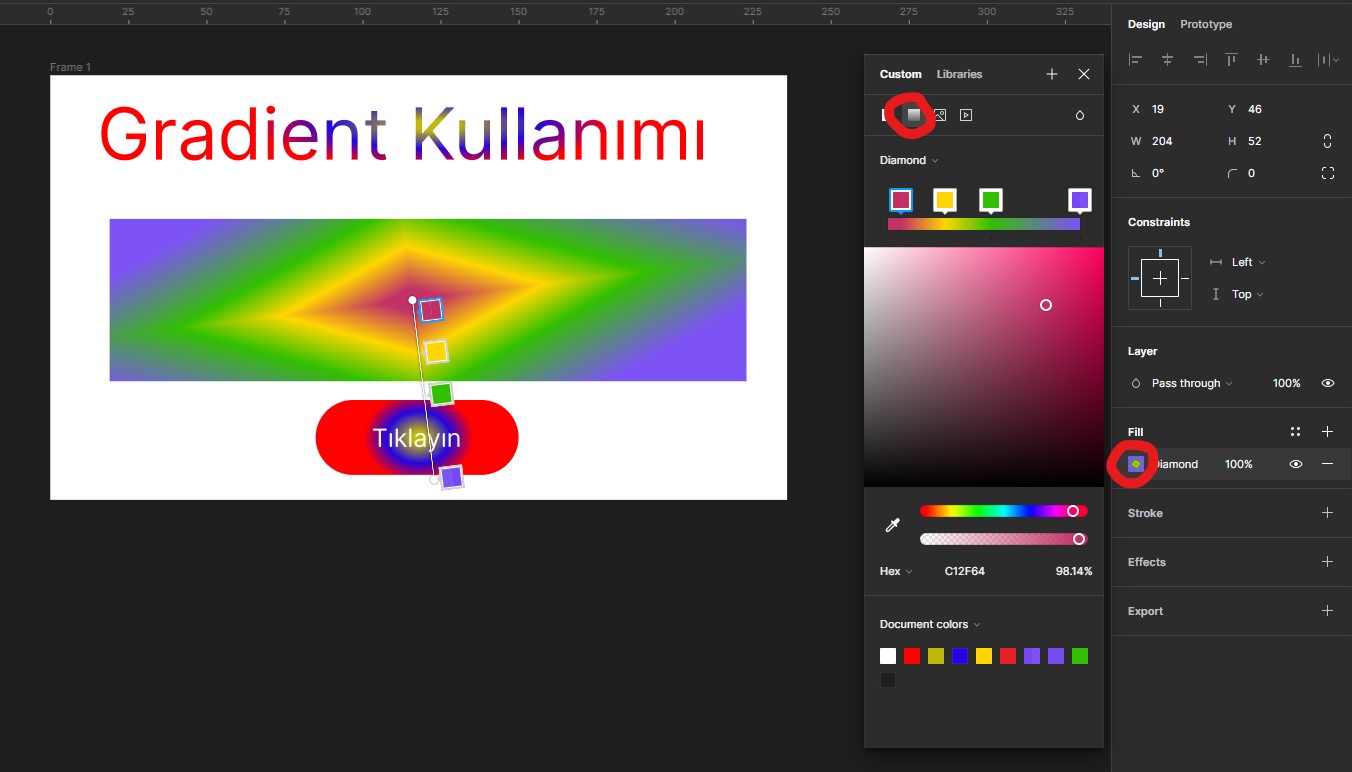 0 25 50 75 100 125 150 175 200 225 250 275 300 325
Frame 1
Gradient Kullanımı
Tıklayın
Custom Libraries
Diamond
Hex C12F64 98.14%
Document colors
Design Prototype
X 19 Y 46
W 204 H 52
0° 0
Constraints
Left
Top
Layer
Pass through 100%
Fill
Diamond 100%
Stroke
Effects
Export